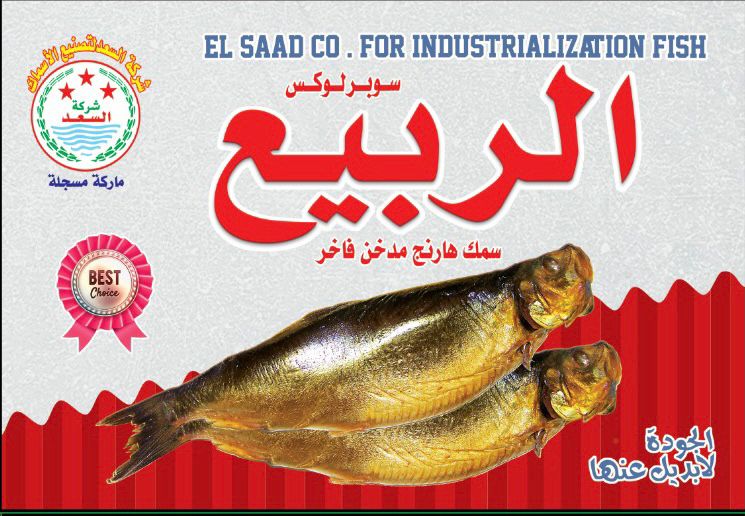 EL SAAD CO . FOR INDUSTRIALIZATION FISH
شركة السعد لتصنيع الأسماك
شركة
السعد
ماركة مسجلة
سوبر لوكس
الربيع
سمك هارنج مدخن فاخر
BEST
Choice
الجودة
لابديل عنها